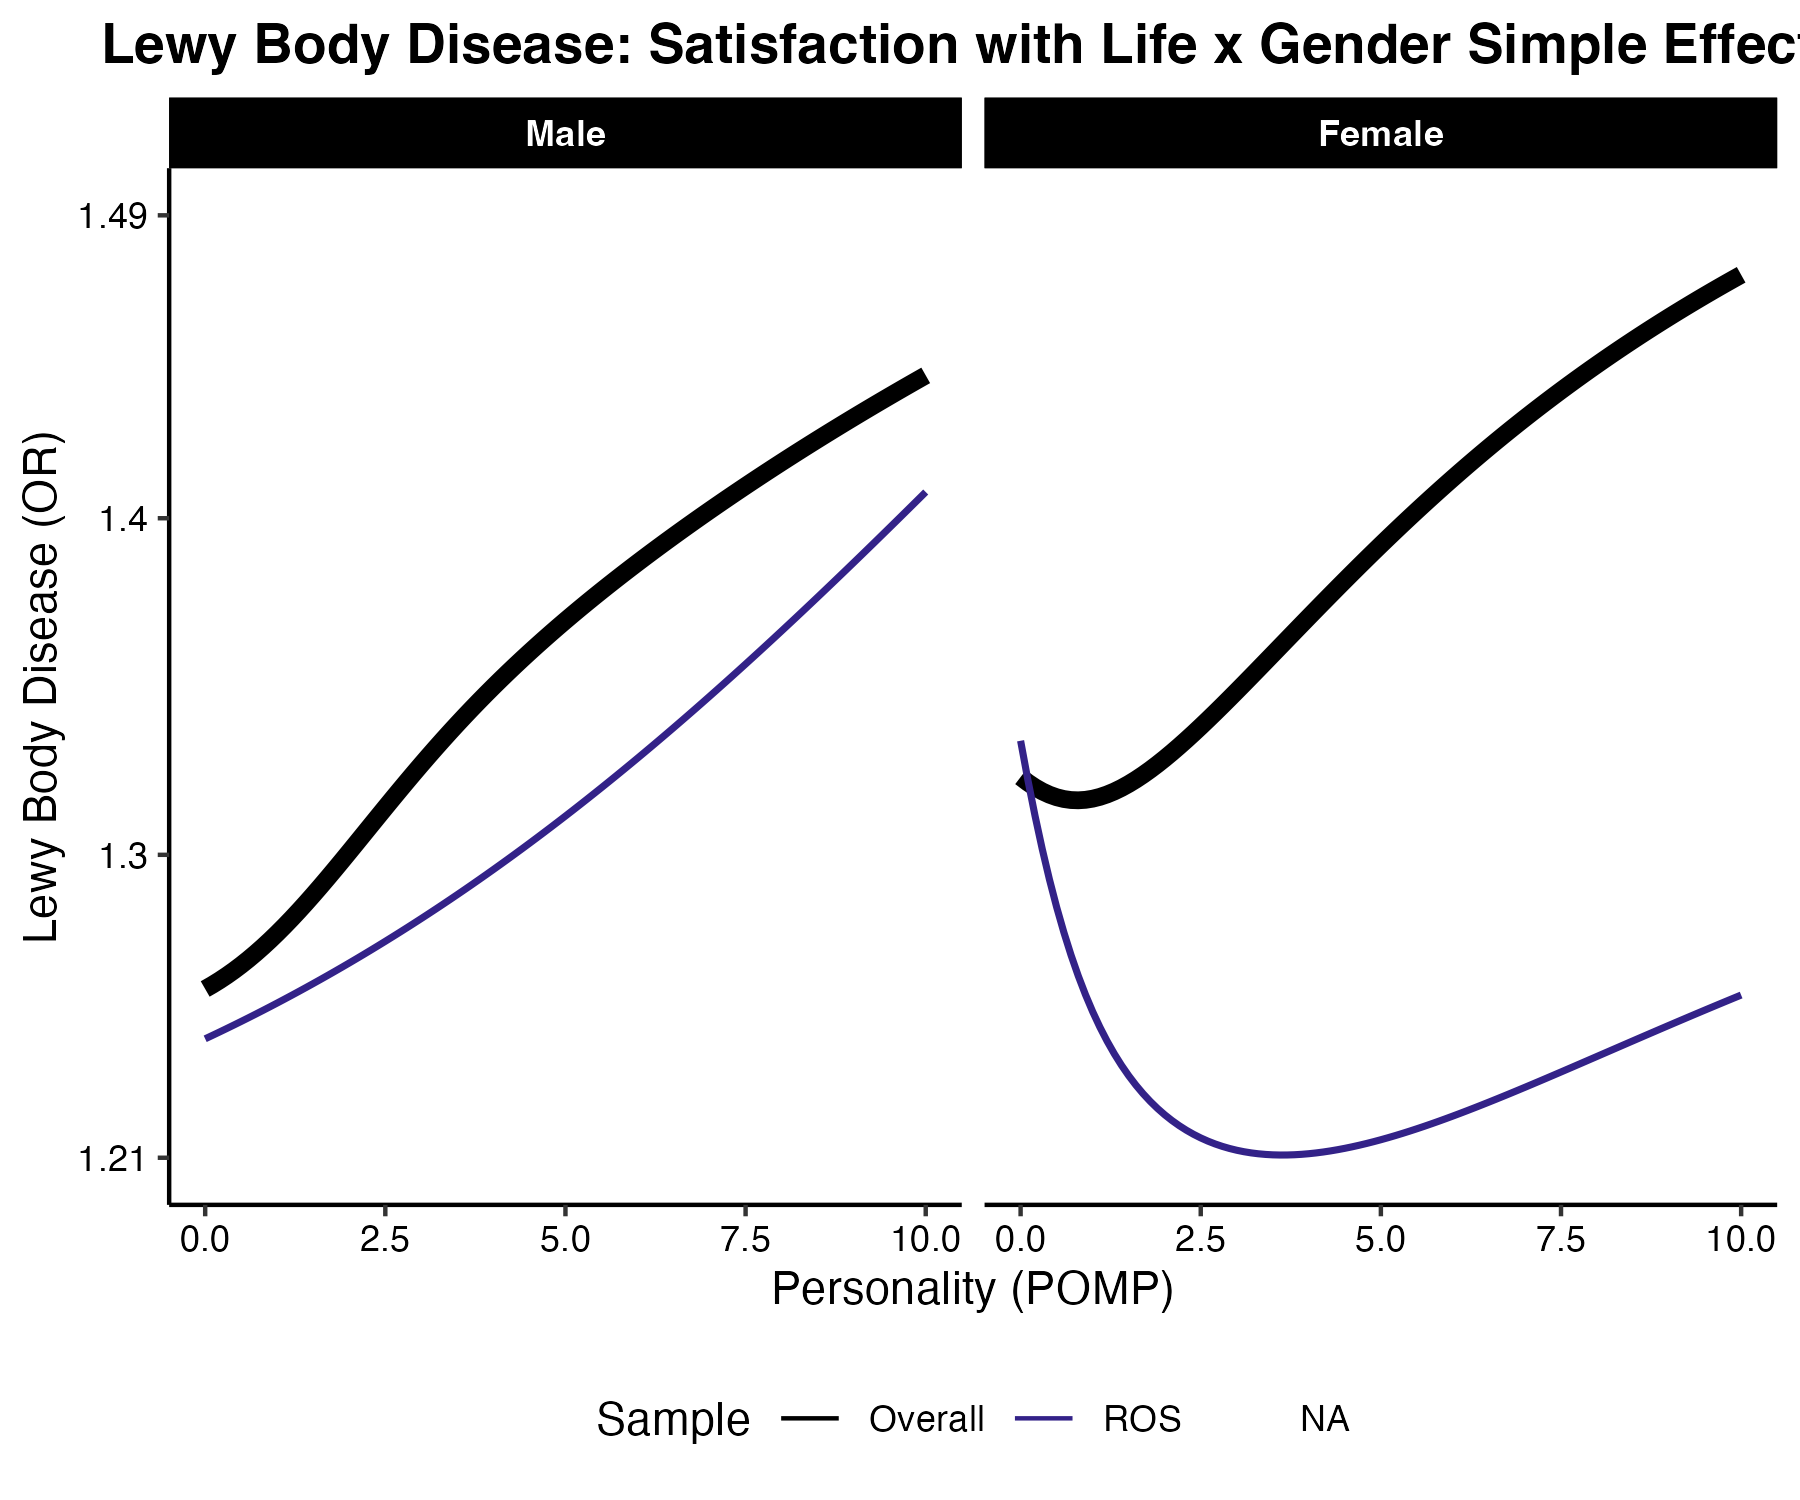 Lewy Body Disease: Satisfaction with Life x Gender Simple Effect
Male
Female
Lewy Body Disease (OR)
1.49
1.4
1.3
1.21
0.0 2.5 5.0 7.5 10.0 0.0 2.5 5.0 7.5 10.0
Personality (POMP)
Sample Overall ROS NA